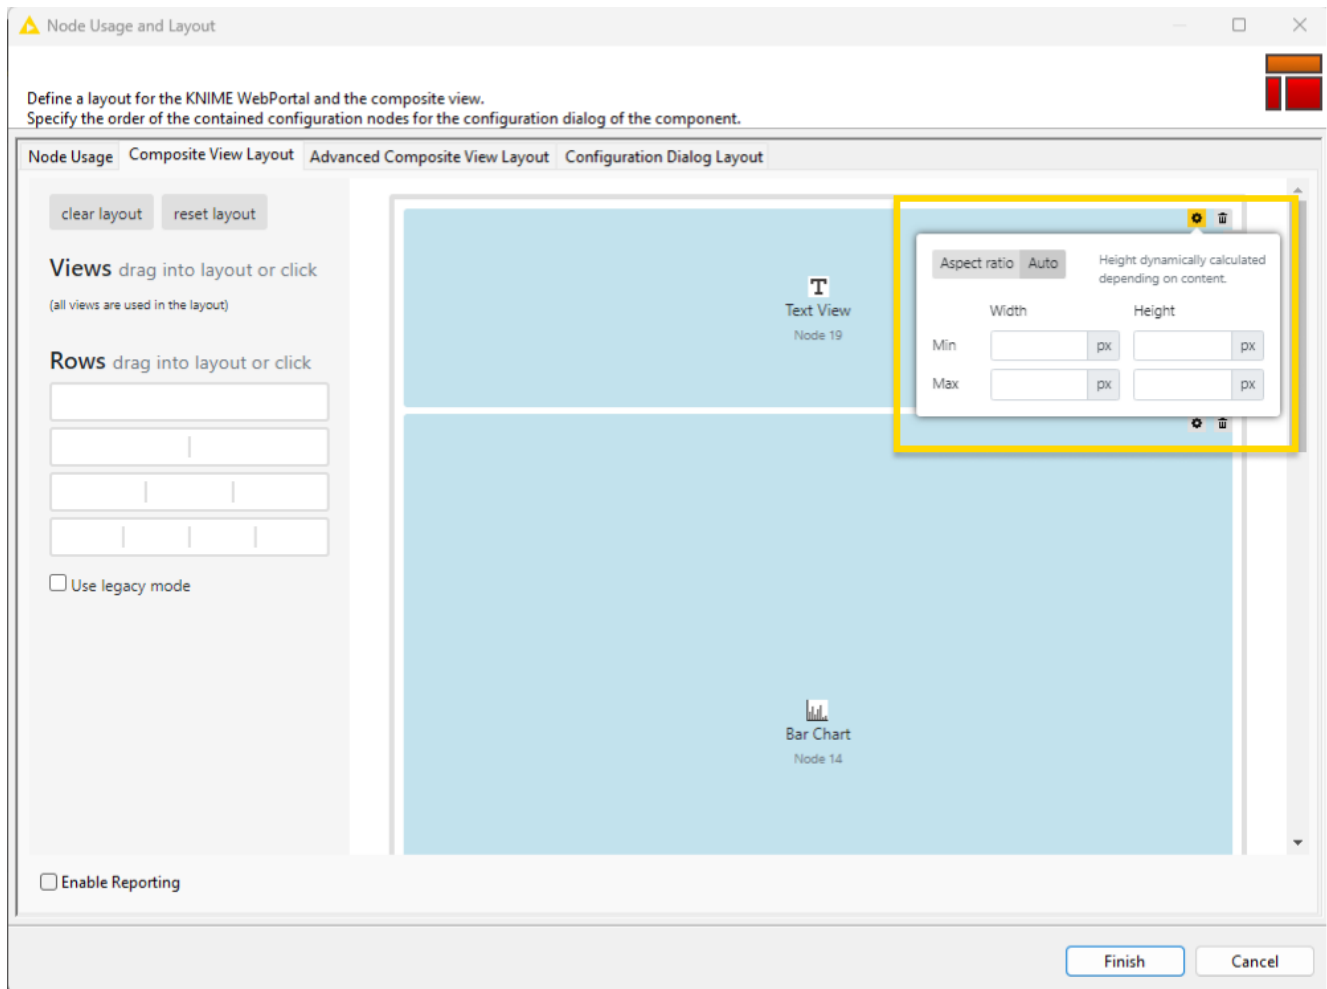 Node Usage and Layout
Define a layout for the KNIME WebPortal and the composite view.
Specify the order of the contained configuration nodes for the configuration dialog of the component.
Node Usage Composite View Layout Advanced Composite View Layout Configuration Dialog Layout
clear layout reset layout
Views drag into layout or click
(all views are used in the layout)
Rows drag into layout or click
Use legacy mode
T
Text View
Node 19
Aspect ratio Auto
Height dynamically calculated
depending on content.
Width Height
Min px px
Max px px
Bar Chart
Node 14
Enable Reporting
Finish Cancel